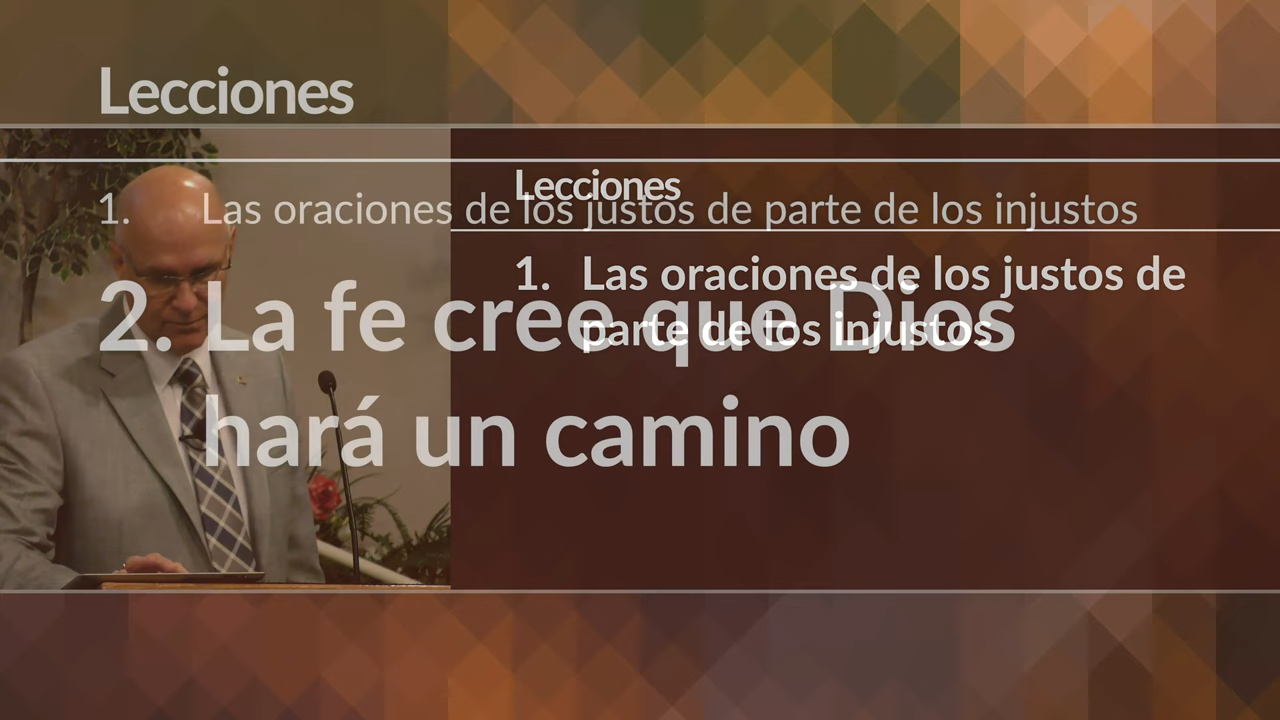 Lecciones
1. Las oraciones de los justos de parte de los injustos
2. La fe cree que Dios
hará un camino
Lecciones
1. Las oraciones de los justos de
parte de los injustos